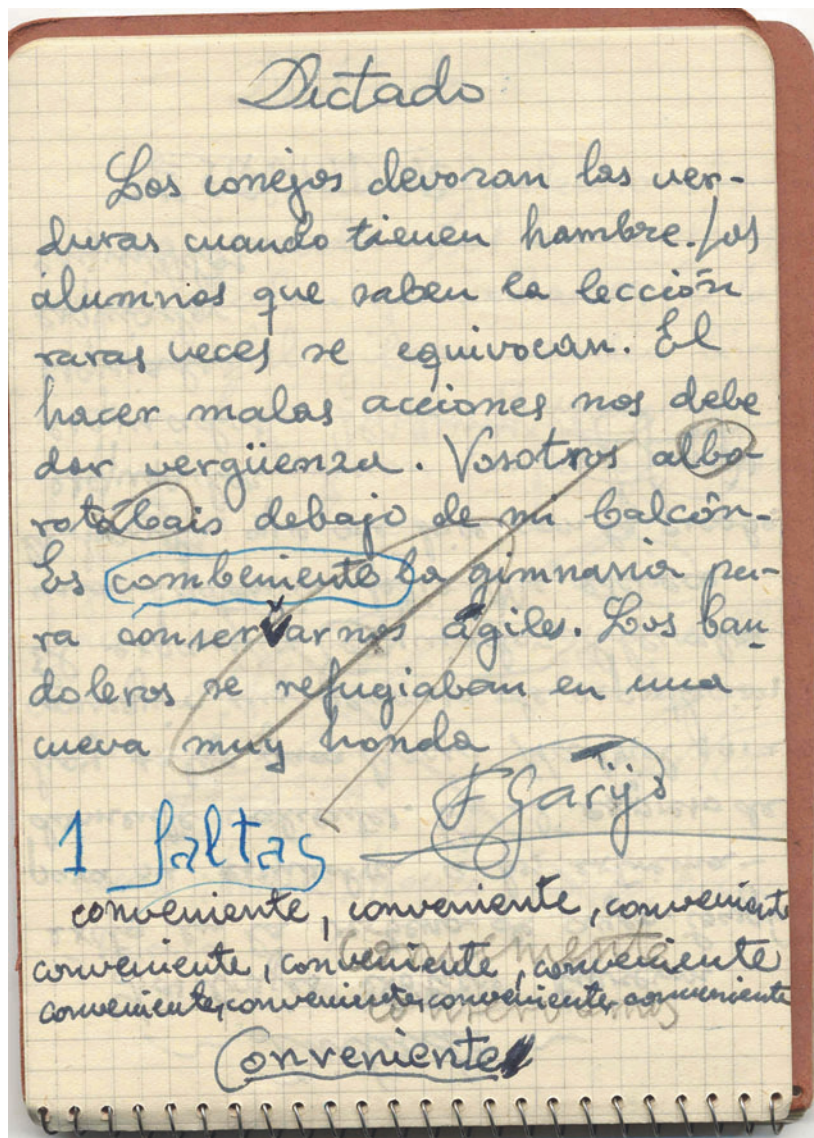 Dictado
Los conejos devoran las ver-
duras cuando tienen hambre. Los
alumnos que saben la lección
raras veces se equivocan. El
hacer malas acciones nos debe
dar vergüenza. Vosotros albo-
rotabais debajo de mi balcón.
Es combeniente la gimnasia pa-
ra conservarnos ágiles. Los ban-
doleros se refugiaban en una
cueva muy honda
F Garijo
1 faltas
conveniente, conveniente, conveniente
conveniente, conveniente, conveniente
conveniente, conveniente, conveniente, conveniente
conveniente
Conveniente